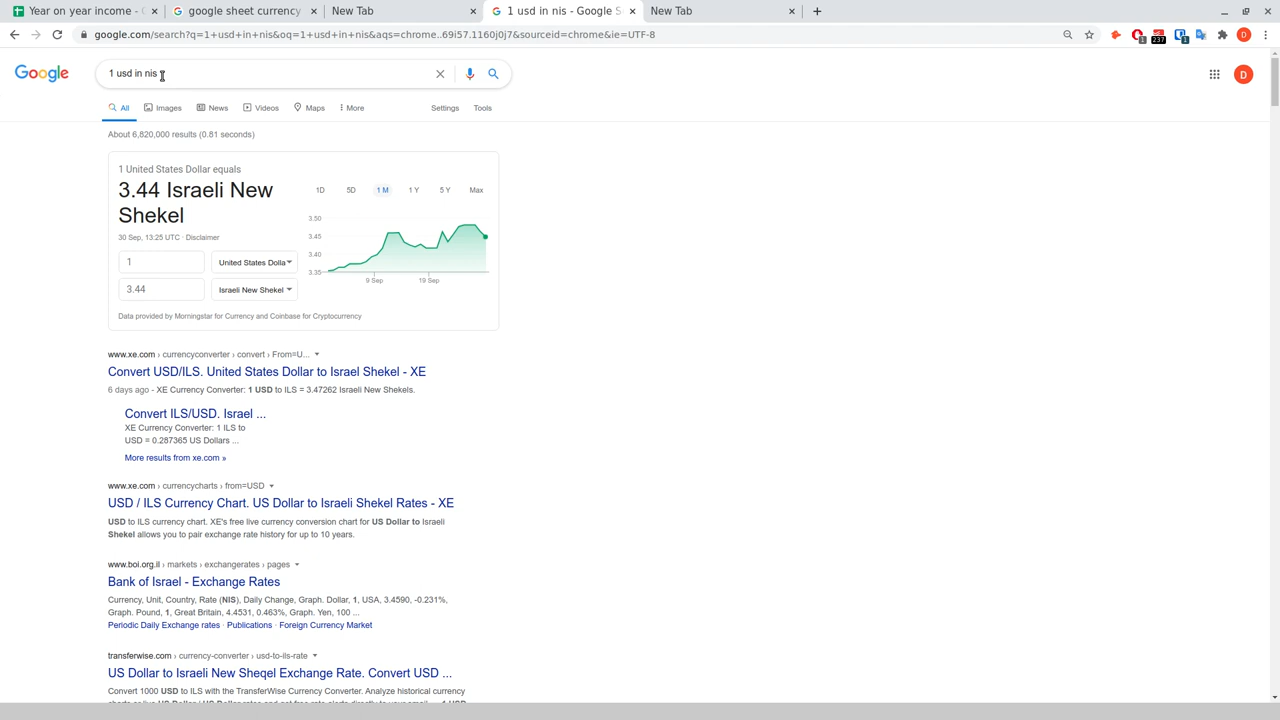 Year on year income - G
google sheet currency
New Tab
1 usd in nis - Google S
New Tab
google.com/search?q=1+usd+in+nis&oq=1+usd+in+nis&aqs=chrome..69i57.1160j0j7&sourceid=chrome&ie=UTF-8
1
237
1
D
Google
1 usd in nis
D
All
Images
News
Videos
Maps
More
Settings
Tools
About 6,820,000 results (0.81 seconds)
1 United States Dollar equals
3.44 Israeli New
Shekel
30 Sep, 13:25 UTC · Disclaimer
1
United States Dolla
3.44
Israeli New Shekel
1D
5D
1 M
1 Y
5 Y
Max
3.50
3.45
3.40
3.35
9 Sep
19 Sep
Data provided by Morningstar for Currency and Coinbase for Cryptocurrency
www.xe.com › currencyconverter › convert › From=U...
Convert USD/ILS. United States Dollar to Israel Shekel - XE
6 days ago - XE Currency Converter: 1 USD to ILS = 3.47262 Israeli New Shekels.
Convert ILS/USD. Israel ...
XE Currency Converter: 1 ILS to
USD = 0.287365 US Dollars ...
More results from xe.com »
www.xe.com › currencycharts › from=USD
USD / ILS Currency Chart. US Dollar to Israeli Shekel Rates - XE
USD to ILS currency chart. XE's free live currency conversion chart for US Dollar to Israeli
Shekel allows you to pair exchange rate history for up to 10 years.
www.boi.org.il › markets › exchangerates › pages
Bank of Israel - Exchange Rates
Currency, Unit, Country, Rate (NIS), Daily Change, Graph. Dollar, 1, USA, 3.4590, -0.231%,
Graph. Pound, 1, Great Britain, 4.4531, 0.463%, Graph. Yen, 100 ...
Periodic Daily Exchange rates · Publications · Foreign Currency Market
transferwise.com › currency-converter › usd-to-ils-rate
US Dollar to Israeli New Sheqel Exchange Rate. Convert USD ...
Convert 1000 USD to ILS with the TransferWise Currency Converter. Analyze historical currency